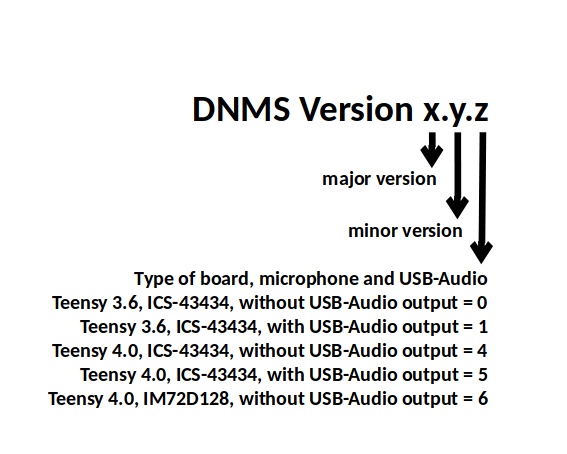 DNMS Version x.y.z
major version
minor version
Type of board, microphone and USB-Audio
Teensy 3.6, ICS-43434, without USB-Audio output = 0
Teensy 3.6, ICS-43434, with USB-Audio output = 1
Teensy 4.0, ICS-43434, without USB-Audio output = 4
Teensy 4.0, ICS-43434, with USB-Audio output = 5
Teensy 4.0, IM72D128, without USB-Audio output = 6